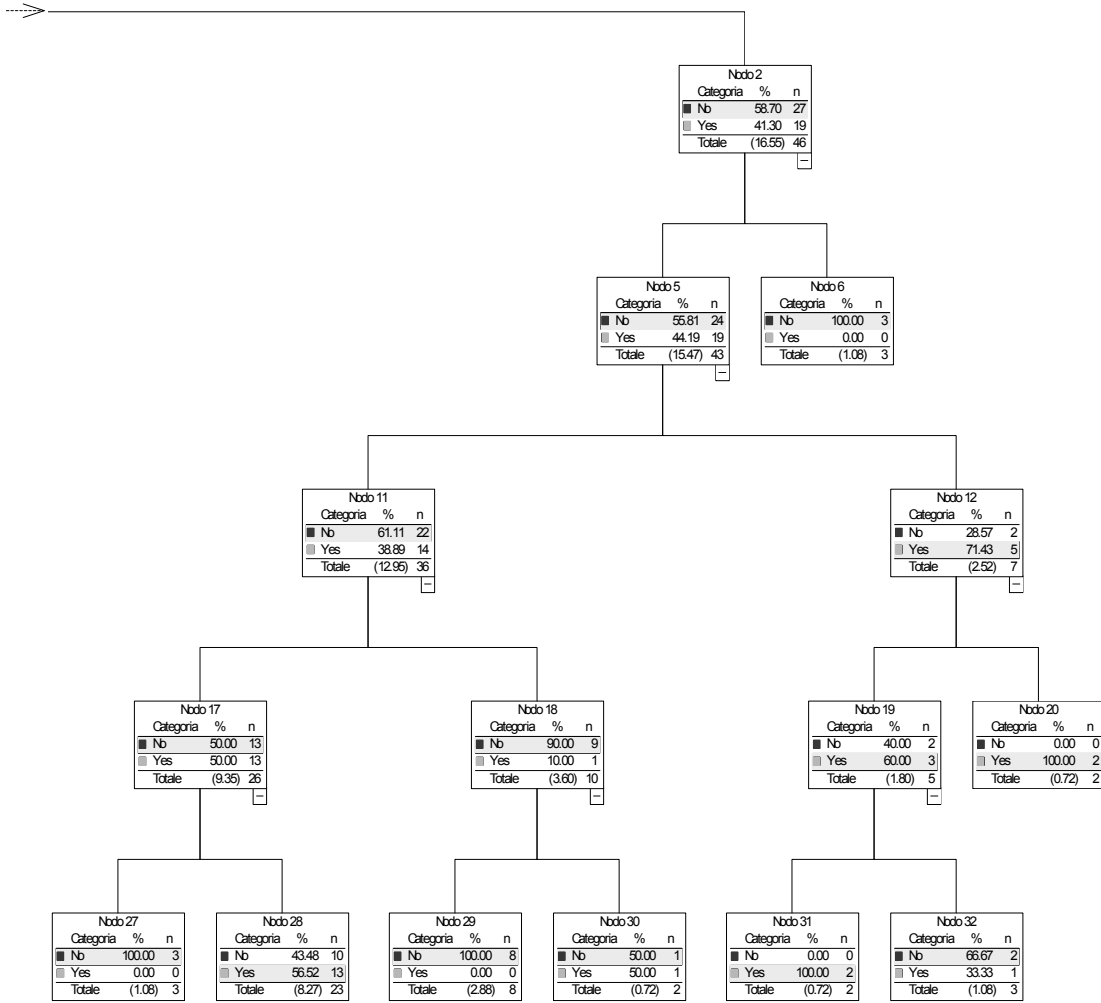 Nodo 2
Categoria % n
No 58.70 27
Yes 41.30 19
Totale (16.55) 46
Nodo 5
Categoria % n
No 55.81 24
Yes 44.19 19
Totale (15.47) 43
Nodo 6
Categoria % n
No 100.00 3
Yes 0.00 0
Totale (1.08) 3
Nodo 11
Categoria % n
No 61.11 22
Yes 38.89 14
Totale (12.95) 36
Nodo 12
Categoria % n
No 28.57 2
Yes 71.43 5
Totale (2.52) 7
Nodo 17
Categoria % n
No 50.00 13
Yes 50.00 13
Totale (9.35) 26
Nodo 18
Categoria % n
No 90.00 9
Yes 10.00 1
Totale (3.60) 10
Nodo 19
Categoria % n
No 40.00 2
Yes 60.00 3
Totale (1.80) 5
Nodo 20
Categoria % n
No 0.00 0
Yes 100.00 2
Totale (0.72) 2
Nodo 27
Categoria % n
No 100.00 3
Yes 0.00 0
Totale (1.08) 3
Nodo 28
Categoria % n
No 43.48 10
Yes 56.52 13
Totale (8.27) 23
Nodo 29
Categoria % n
No 100.00 8
Yes 0.00 0
Totale (2.88) 8
Nodo 30
Categoria % n
No 50.00 1
Yes 50.00 1
Totale (0.72) 2
Nodo 31
Categoria % n
No 0.00 0
Yes 100.00 2
Totale (0.72) 2
Nodo 32
Categoria % n
No 66.67 2
Yes 33.33 1
Totale (1.08) 3